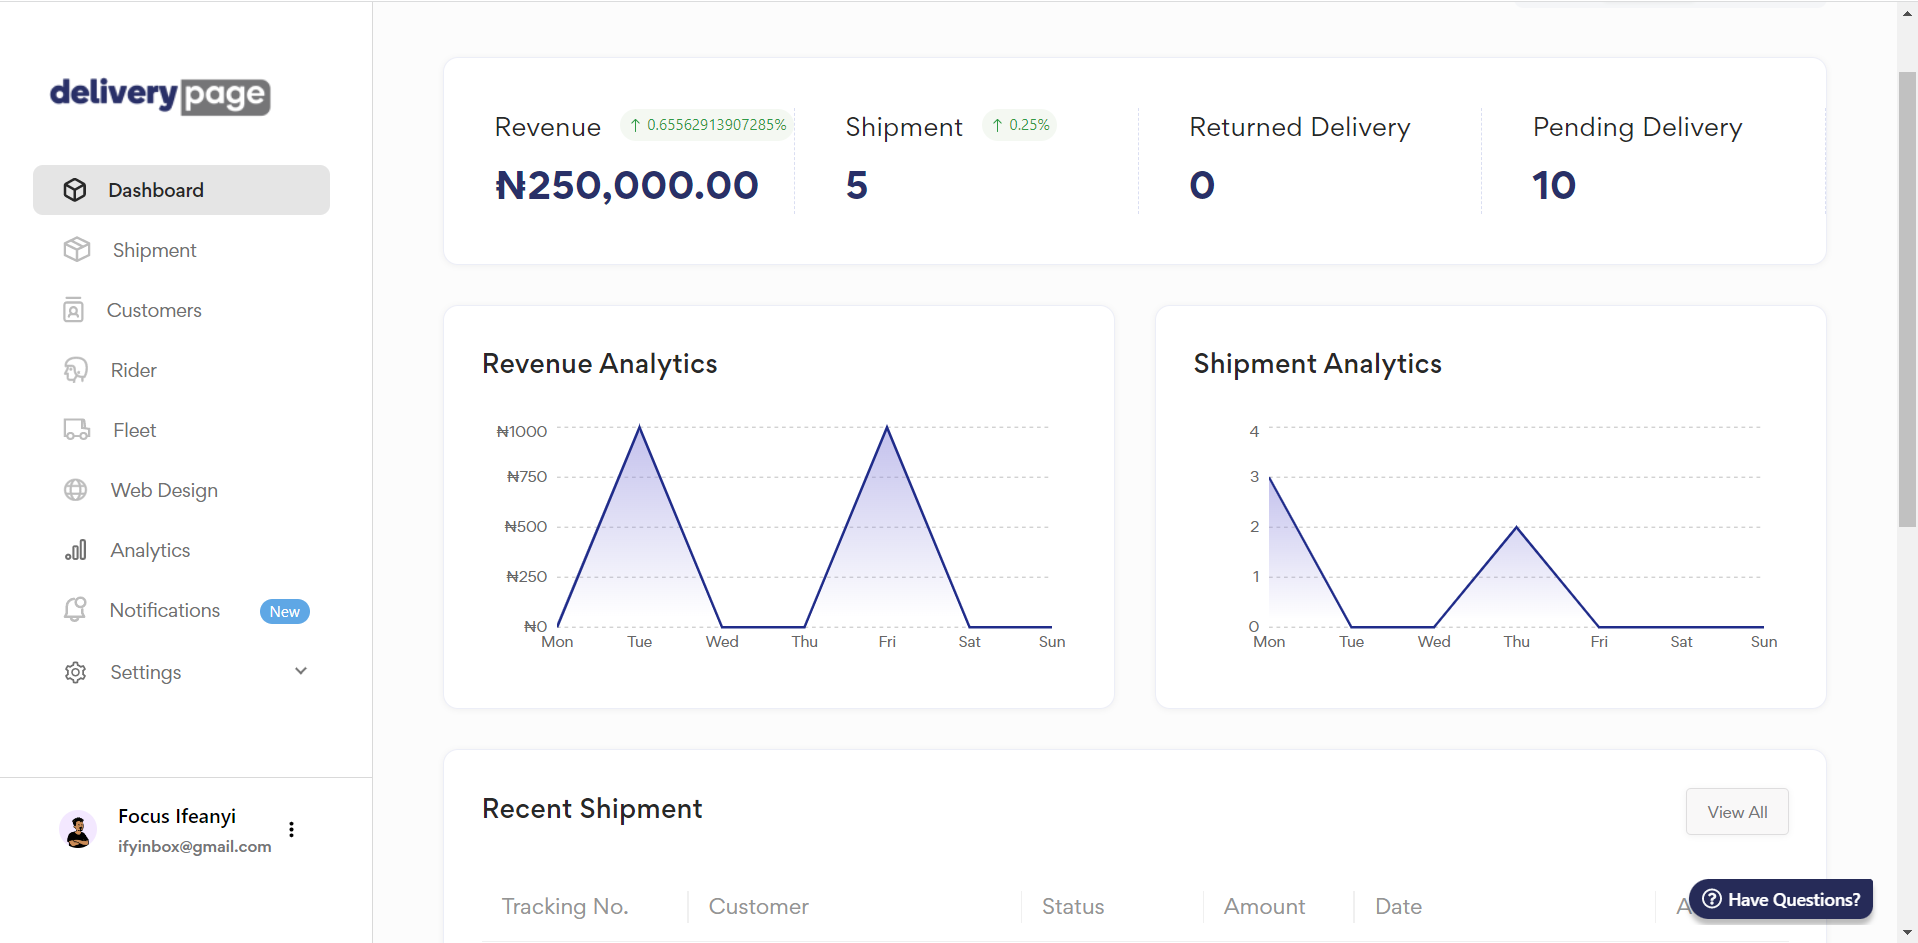 deliverypage
Dashboard
Shipment
Customers
Rider
Fleet
Web Design
Analytics
Notifications New
Settings
Focus Ifeanyi
ifyinbox@gmail.com
Revenue ↑ 0.65562913907285%
₦250,000.00
Shipment ↑ 0.25%
5
Returned Delivery
0
Pending Delivery
10
Revenue Analytics
₦1000
₦750
₦500
₦250
₦0
Mon Tue Wed Thu Fri Sat Sun
Shipment Analytics
4
3
2
1
0
Mon Tue Wed Thu Fri Sat Sun
Recent Shipment
View All
Tracking No. Customer Status Amount Date
Have Questions?